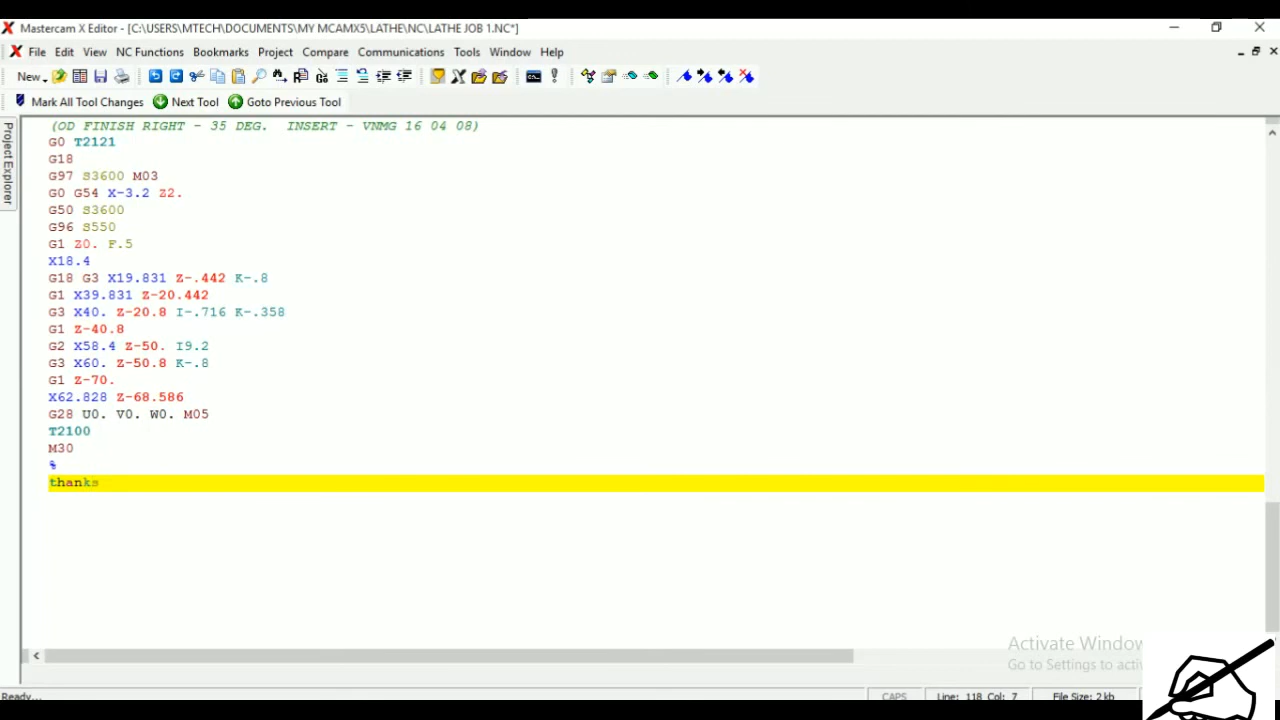 Mastercam X Editor - [C:\USERS\MTECH\DOCUMENTS\MY MCAMX5\LATHE\NC\LATHE JOB 1.NC*]
File Edit View NC Functions Bookmarks Project Compare Communications Tools Window Help
New
Mark All Tool Changes Next Tool Goto Previous Tool
Project Explorer
(OD FINISH RIGHT - 35 DEG. INSERT - VNMG 16 04 08)
G0 T2121
G18
G97 S3600 M03
G0 G54 X-3.2 Z2.
G50 S3600
G96 S550
G1 Z0. F.5
X18.4
G18 G3 X19.831 Z-.442 K-.8
G1 X39.831 Z-20.442
G3 X40. Z-20.8 I-.716 K-.358
G1 Z-40.8
G2 X58.4 Z-50. I9.2
G3 X60. Z-50.8 K-.8
G1 Z-70.
X62.828 Z-68.586
G28 U0. V0. W0. M05
T2100
M30
%
thanks
Activate Window
Go to Settings to activ
Ready... CAPS Line: 118 Col: 7 File Size: 2 kb